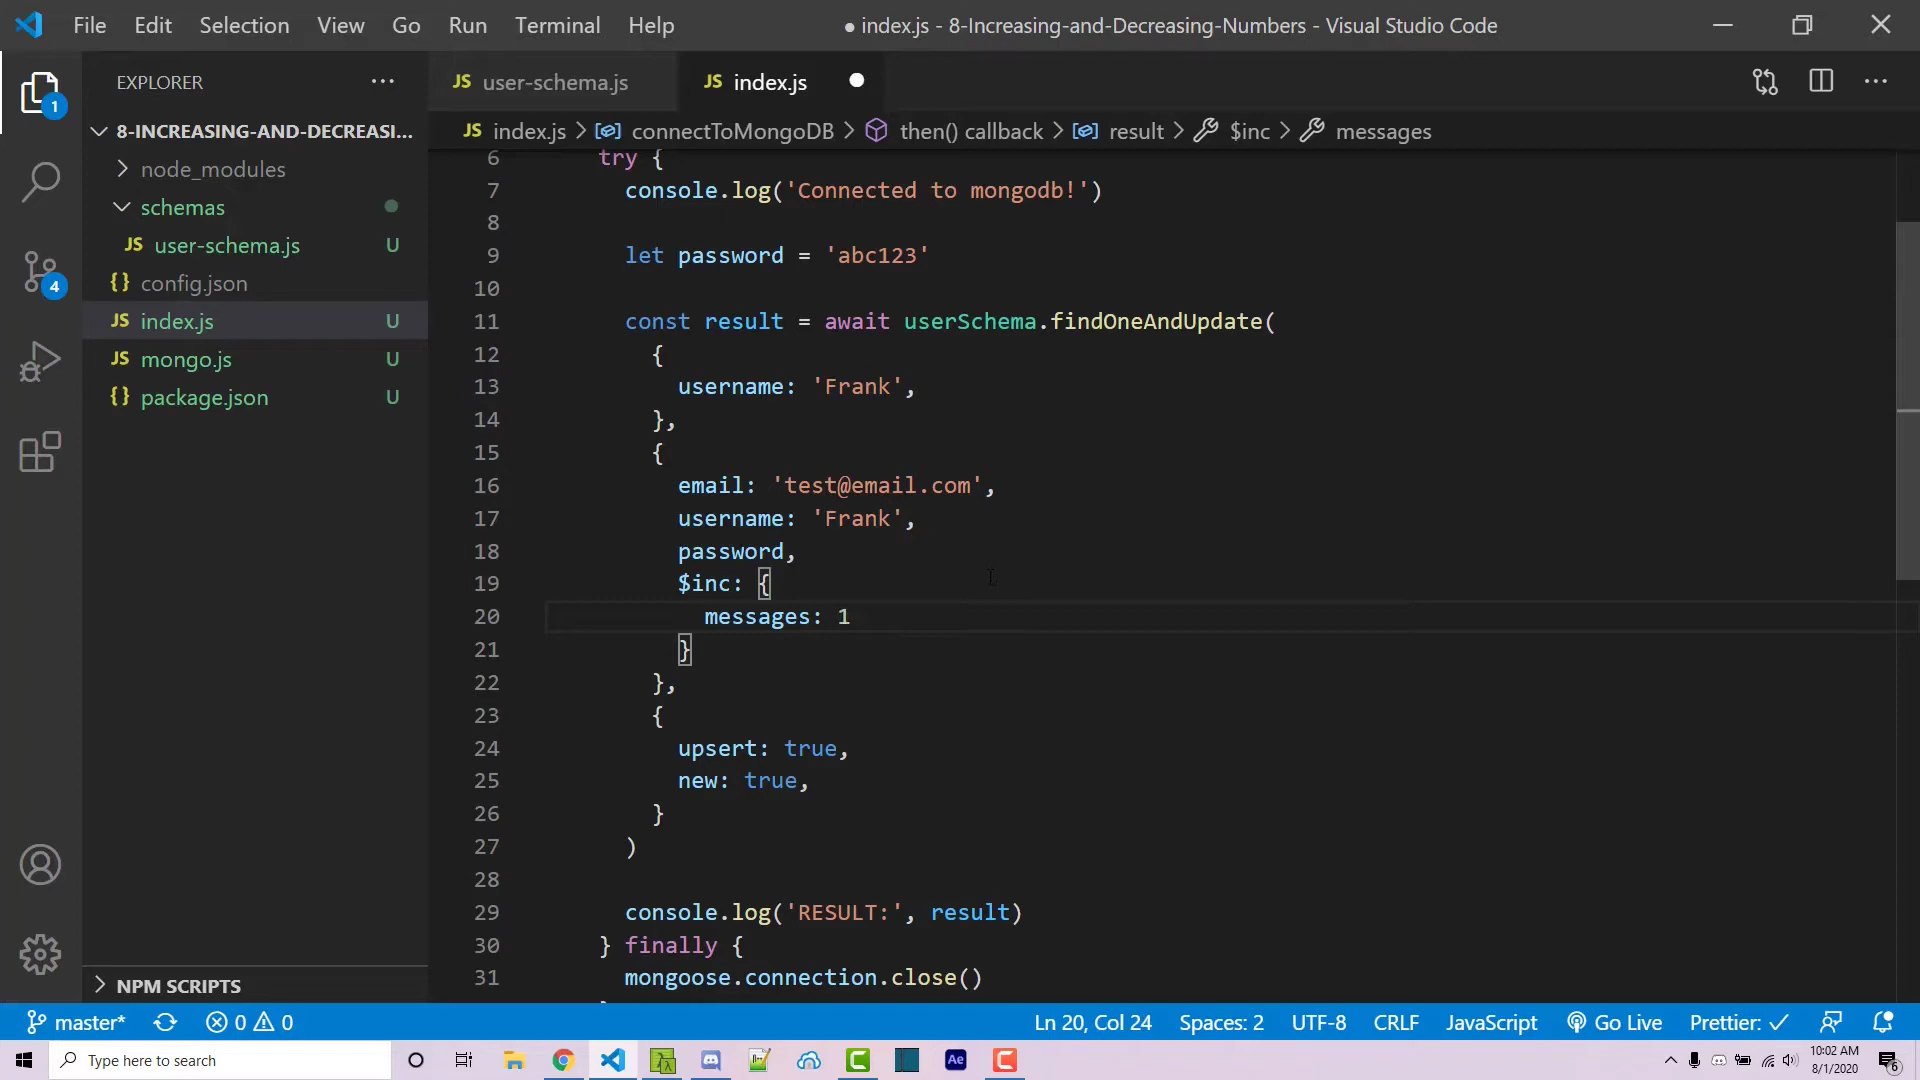 File Edit Selection View Go Run Terminal Help
● index.js - 8-Increasing-and-Decreasing-Numbers - Visual Studio Code
EXPLORER ···
JS user-schema.js
JS index.js
1
8-INCREASING-AND-DECREASI...
JS index.js > connectToMongoDB > then() callback > result > $inc > messages
node_modules
schemas
JS user-schema.js U
{} config.json
JS index.js U
JS mongo.js U
{} package.json U
4
6 try {
7 console.log('Connected to mongodb!')
8
9 let password = 'abc123'
10
11 const result = await userSchema.findOneAndUpdate(
12 {
13 username: 'Frank',
14 },
15 {
16 email: 'test@email.com',
17 username: 'Frank',
18 password,
19 $inc: {
20 messages: 1
21 }
22 },
23 {
24 upsert: true,
25 new: true,
26 }
27 )
28
29 console.log('RESULT:', result)
30 } finally {
31 mongoose.connection.close()
NPM SCRIPTS
master* 0 0 Ln 20, Col 24 Spaces: 2 UTF-8 CRLF JavaScript Go Live Prettier: ✓
Type here to search
Ae
10:02 AM
8/1/2020
6